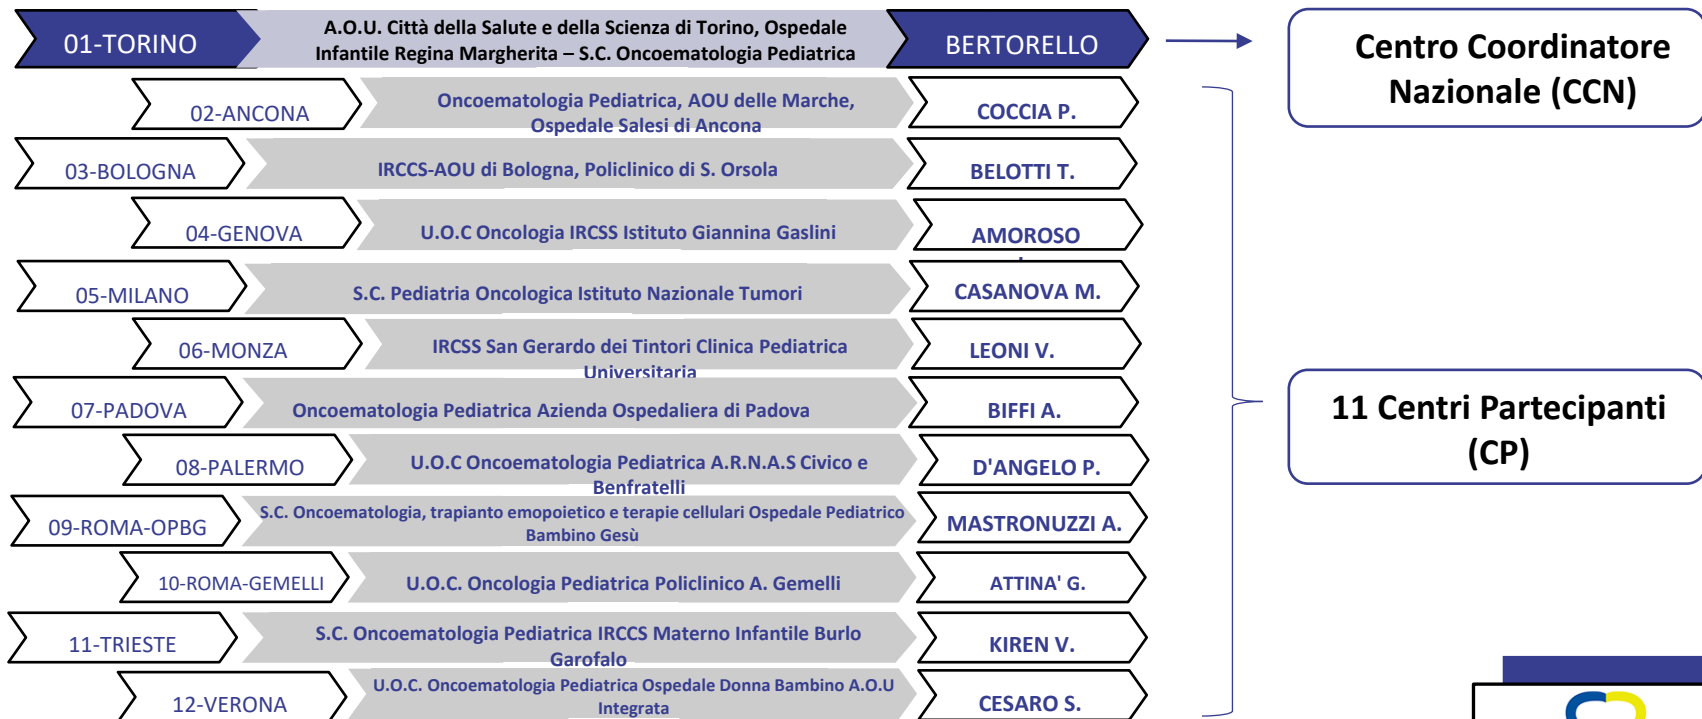 01-TORINO
A.O.U. Città della Salute e della Scienza di Torino, Ospedale
Infantile Regina Margherita – S.C. Oncoematologia Pediatrica
BERTORELLO
Centro Coordinatore
Nazionale (CCN)
02-ANCONA
Oncoematologia Pediatrica, AOU delle Marche,
Ospedale Salesi di Ancona
COCCIA P.
03-BOLOGNA
IRCCS-AOU di Bologna, Policlinico di S. Orsola
BELOTTI T.
04-GENOVA
U.O.C Oncologia IRCSS Istituto Giannina Gaslini
AMOROSO
05-MILANO
S.C. Pediatria Oncologica Istituto Nazionale Tumori
CASANOVA M.
06-MONZA
IRCSS San Gerardo dei Tintori Clinica Pediatrica
Universitaria
LEONI V.
07-PADOVA
Oncoematologia Pediatrica Azienda Ospedaliera di Padova
BIFFI A.
11 Centri Partecipanti
(CP)
08-PALERMO
U.O.C Oncoematologia Pediatrica A.R.N.A.S Civico e
Benfratelli
D'ANGELO P.
09-ROMA-OPBG
S.C. Oncoematologia, trapianto emopoietico e terapie cellulari Ospedale Pediatrico
Bambino Gesù
MASTRONUZZI A.
10-ROMA-GEMELLI
U.O.C. Oncologia Pediatrica Policlinico A. Gemelli
ATTINA' G.
11-TRIESTE
S.C. Oncoematologia Pediatrica IRCCS Materno Infantile Burlo
Garofalo
KIREN V.
12-VERONA
U.O.C. Oncoematologia Pediatrica Ospedale Donna Bambino A.O.U
Integrata
CESARO S.